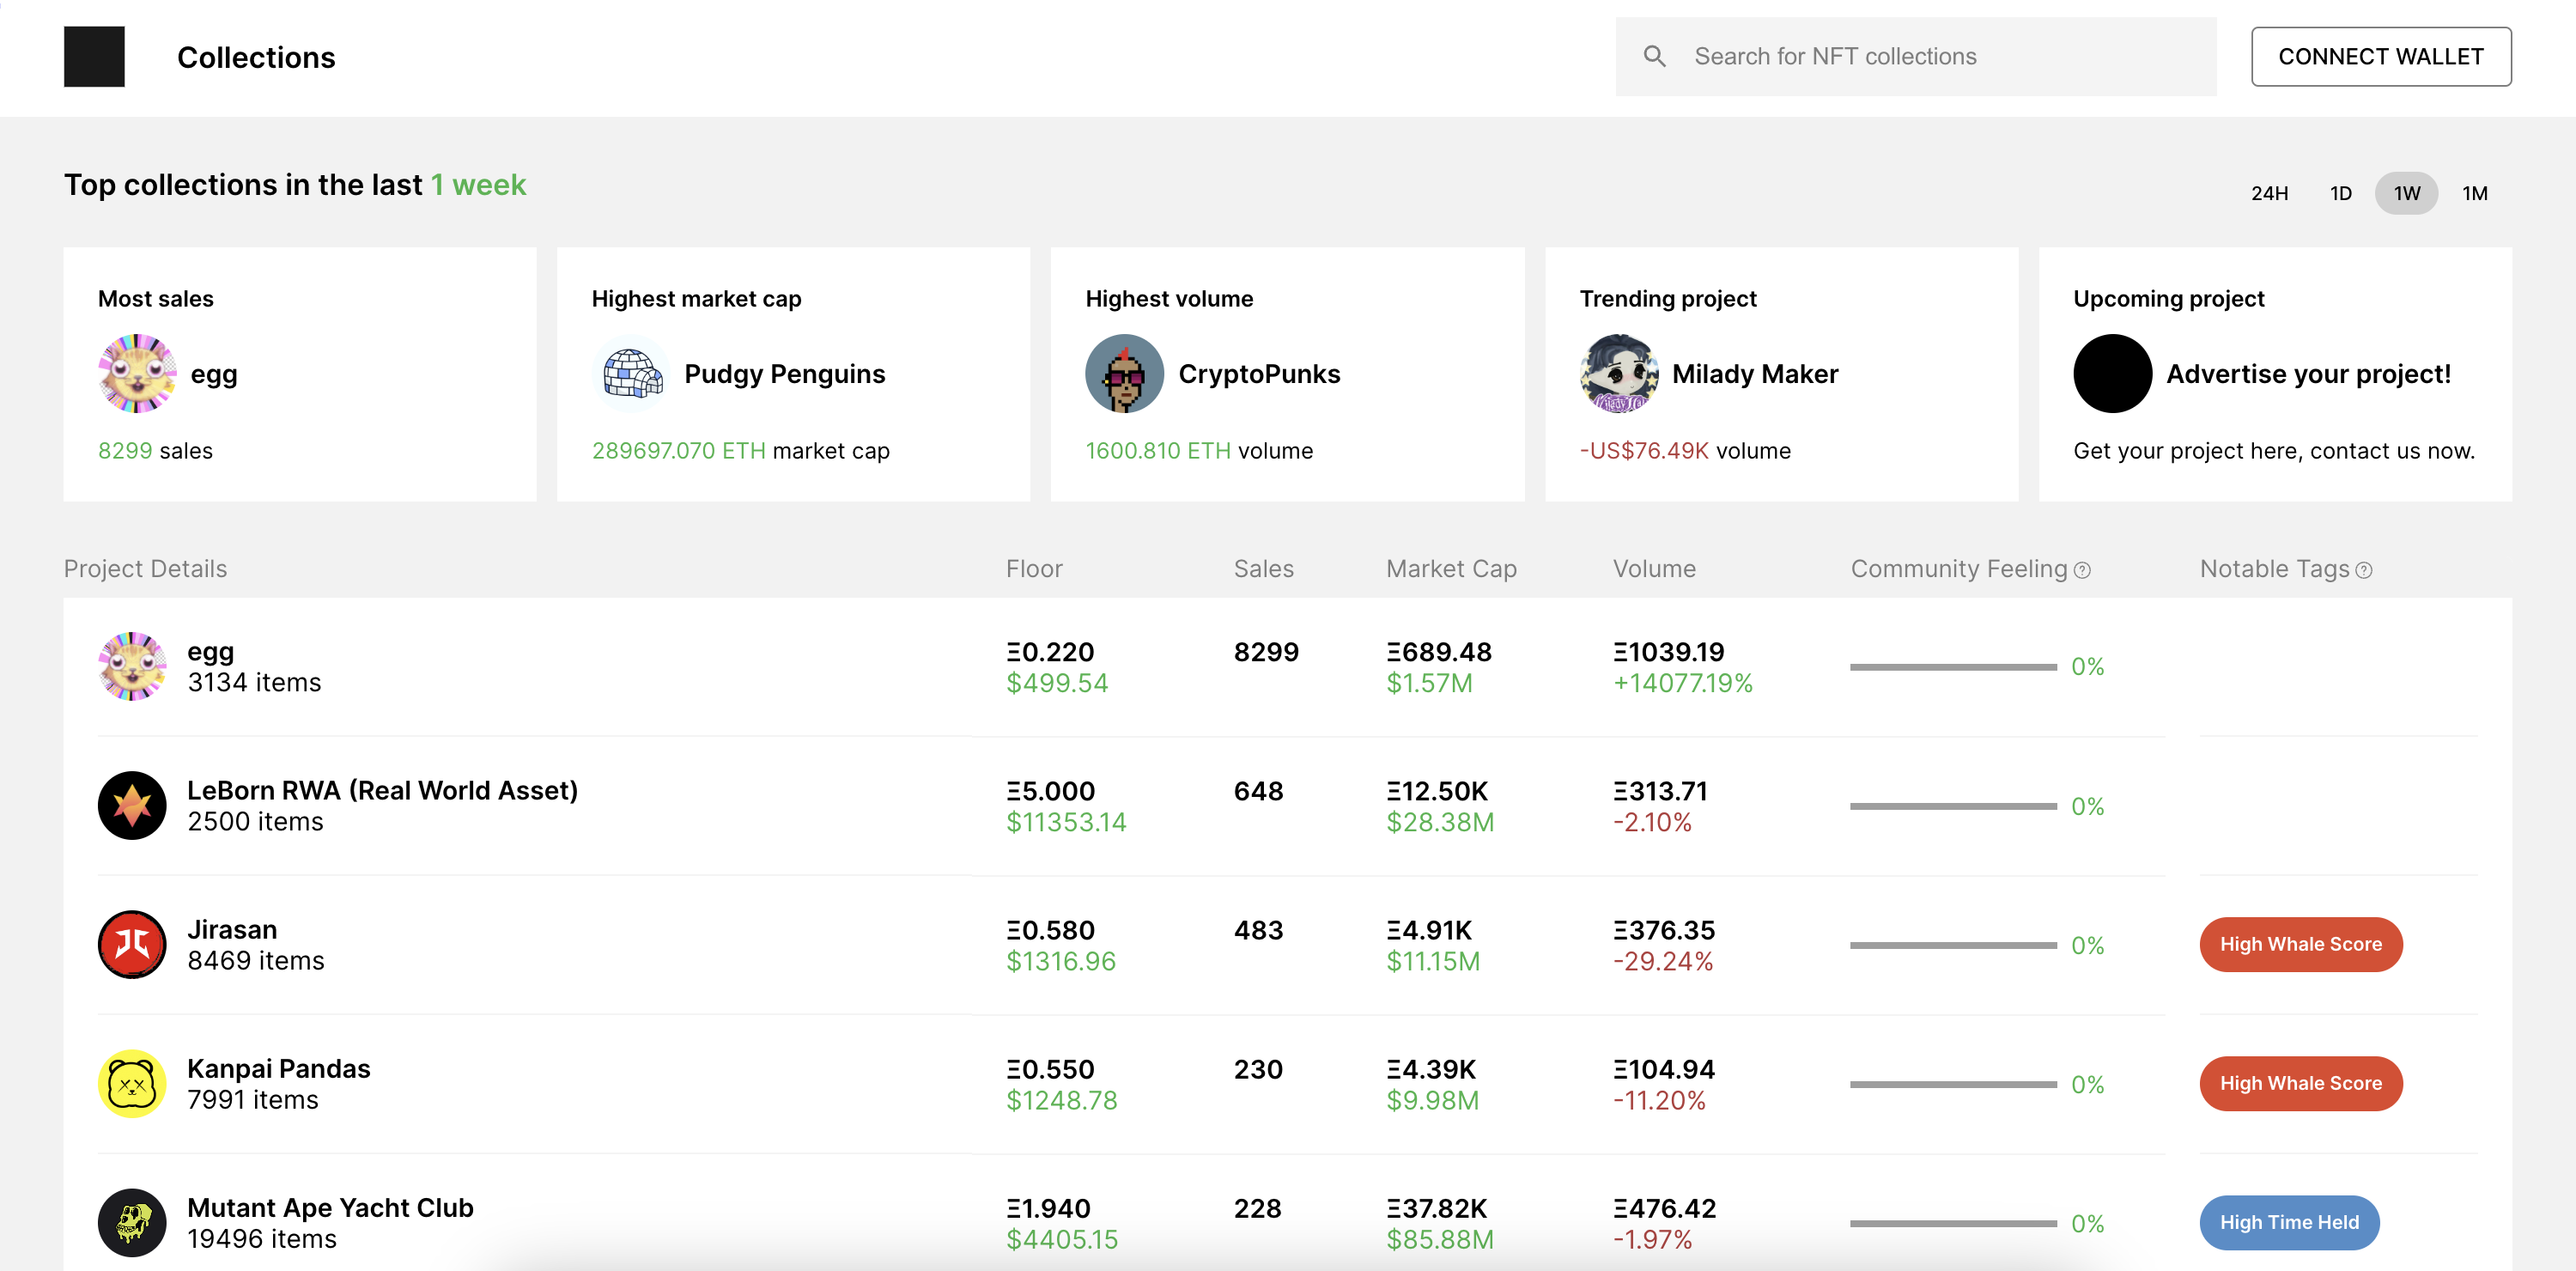 Collections
Search for NFT collections
CONNECT WALLET
Top collections in the last 1 week
24H 1D 1W 1M
Most sales
egg
8299 sales
Highest market cap
Pudgy Penguins
289697.070 ETH market cap
Highest volume
CryptoPunks
1600.810 ETH volume
Trending project
Milady Maker
-US$76.49K volume
Upcoming project
Advertise your project!
Get your project here, contact us now.
Project Details Floor Sales Market Cap Volume Community Feeling ? Notable Tags ?
egg Ξ0.220 8299 Ξ689.48 Ξ1039.19 0%
3134 items $499.54 $1.57M +14077.19%
LeBorn RWA (Real World Asset) Ξ5.000 648 Ξ12.50K Ξ313.71 0%
2500 items $11353.14 $28.38M -2.10%
Jirasan Ξ0.580 483 Ξ4.91K Ξ376.35 0% High Whale Score
8469 items $1316.96 $11.15M -29.24%
Kanpai Pandas Ξ0.550 230 Ξ4.39K Ξ104.94 0% High Whale Score
7991 items $1248.78 $9.98M -11.20%
Mutant Ape Yacht Club Ξ1.940 228 Ξ37.82K Ξ476.42 0% High Time Held
19496 items $4405.15 $85.88M -1.97%